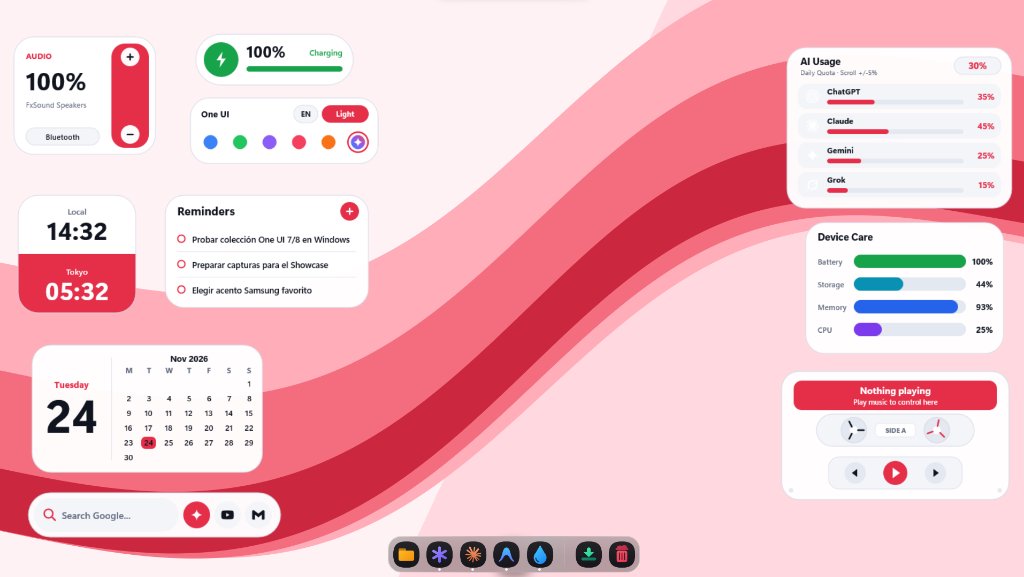 AUDIO
100%
FxSound Speakers
Bluetooth
+
−
100%
Charging
One UI
EN
Light
Local
14:32
Tokyo
05:32
Reminders
+
Probar colección One UI 7/8 en Windows
Preparar capturas para el Showcase
Elegir acento Samsung favorito
Tuesday
24
Nov 2026
M T W T F S S
1
2 3 4 5 6 7 8
9 10 11 12 13 14 15
16 17 18 19 20 21 22
23 24 25 26 27 28 29
30
Search Google...
AI Usage
Daily Quota · Scroll +/-5%
30%
ChatGPT
35%
Claude
45%
Gemini
25%
Grok
15%
Device Care
Battery 100%
Storage 44%
Memory 93%
CPU 25%
Nothing playing
Play music to control here
SIDE A